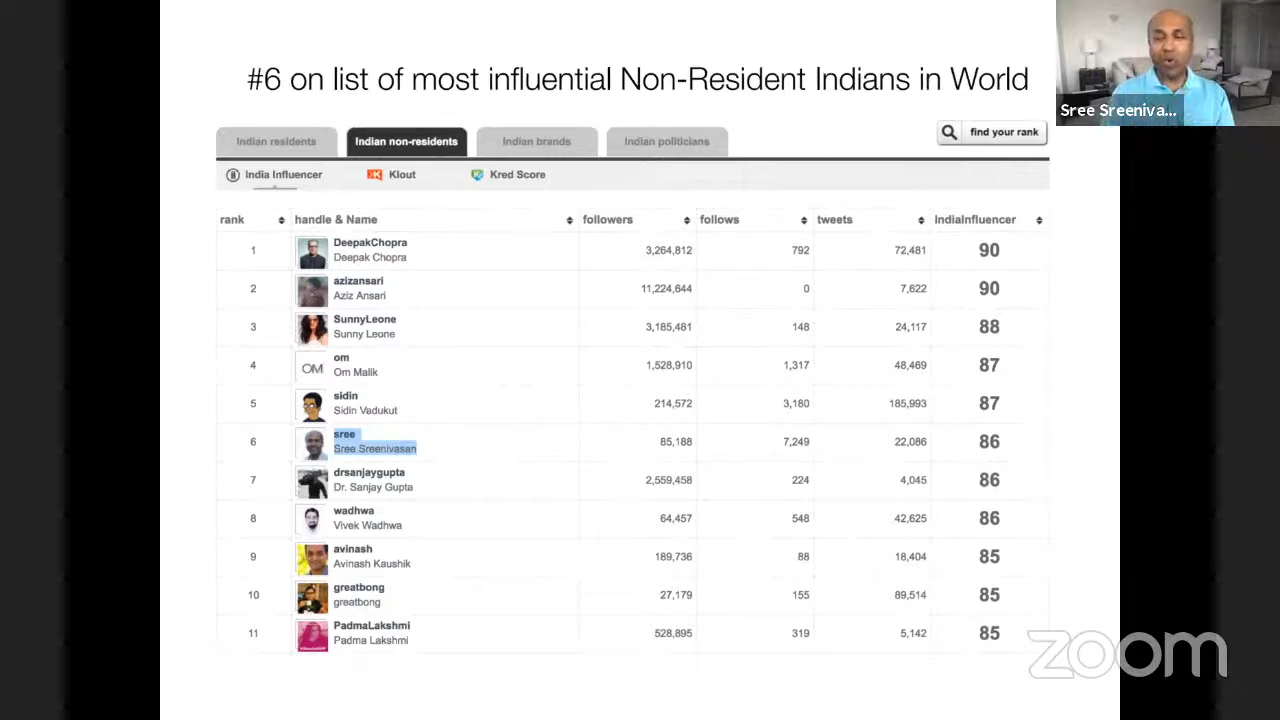 #6 on list of most influential Non-Resident Indians in World
Sree Sreeniva...
Indian residents
Indian non-residents
Indian brands
Indian politicians
find your rank
India Influencer
Klout
Kred Score
rank handle & Name followers follows tweets IndiaInfluencer
1 DeepakChopra 3,264,812 792 72,481 90
Deepak Chopra
2 azizansari 11,224,644 0 7,622 90
Aziz Ansari
3 SunnyLeone 3,185,481 148 24,117 88
Sunny Leone
4 om 1,528,910 1,317 48,469 87
OM Om Malik
5 sidin 214,572 3,180 185,993 87
Sidin Vadukut
6 sree 85,188 7,249 22,086 86
Sree Sreenivasan
7 drsanjaygupta 2,559,458 224 4,045 86
Dr. Sanjay Gupta
8 wadhwa 64,457 548 42,625 86
Vivek Wadhwa
9 avinash 189,736 88 18,404 85
Avinash Kaushik
10 greatbong 27,179 155 89,514 85
greatbong
11 PadmaLakshmi 528,895 319 5,142 85
Padma Lakshmi
zoom